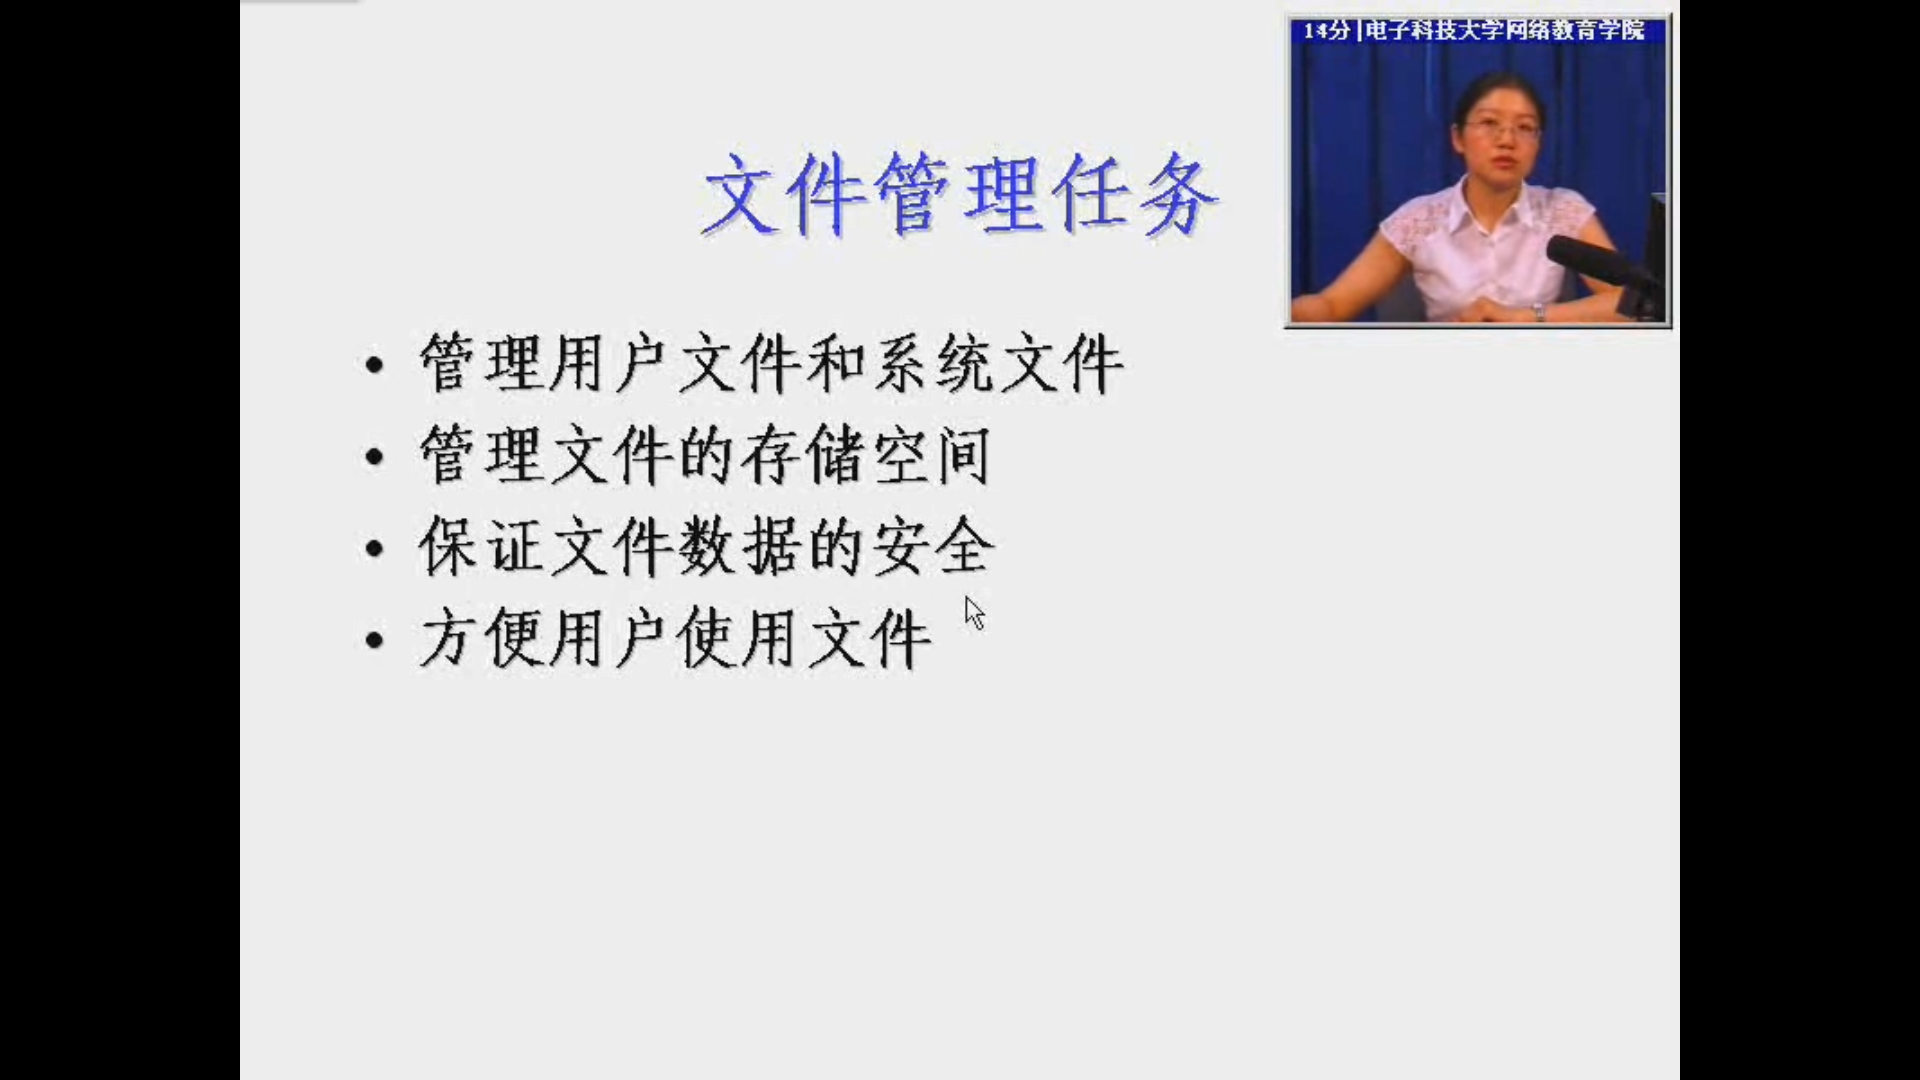 14分|电子科技大学网络教育学院
文件管理任务
• 管理用户文件和系统文件
• 管理文件的存储空间
• 保证文件数据的安全
• 方便用户使用文件